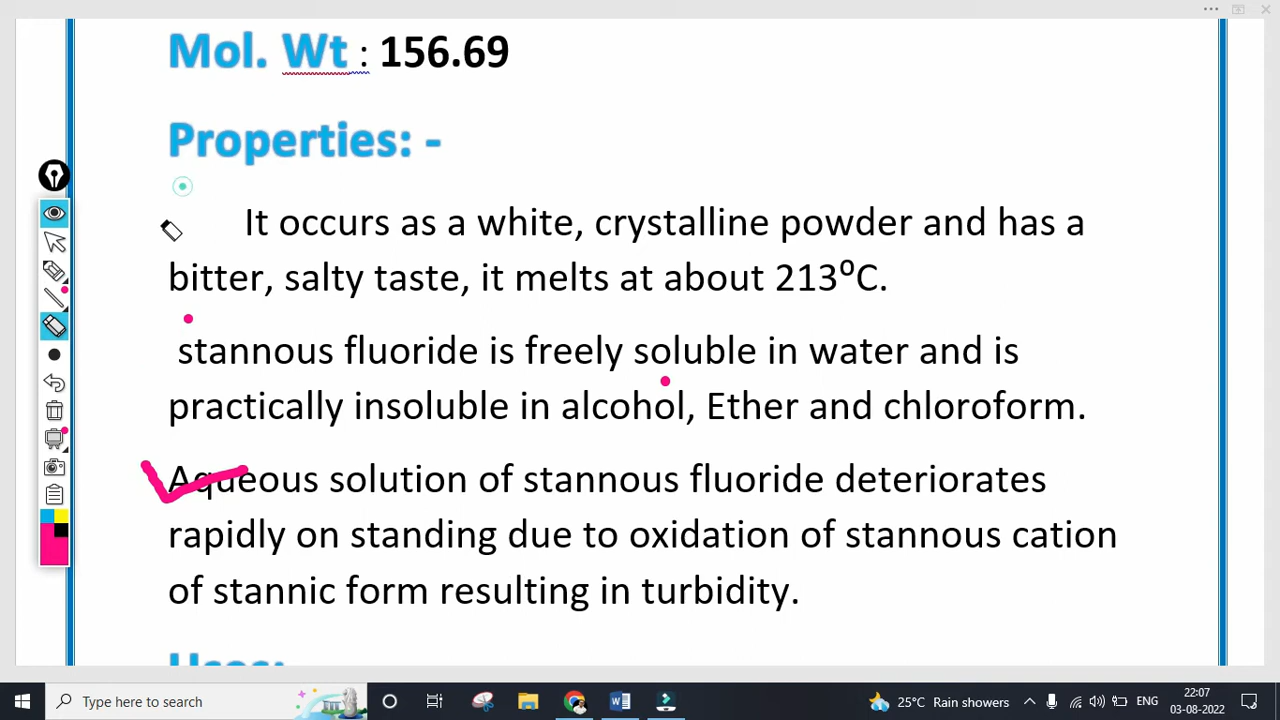 Mol. Wt : 156.69
Properties: -
It occurs as a white, crystalline powder and has a
bitter, salty taste, it melts at about 213⁰C.
stannous fluoride is freely soluble in water and is
practically insoluble in alcohol, Ether and chloroform.
Aqueous solution of stannous fluoride deteriorates
rapidly on standing due to oxidation of stannous cation
of stannic form resulting in turbidity.
Uses:
Type here to search
25°C Rain showers
ENG
22:07
03-08-2022